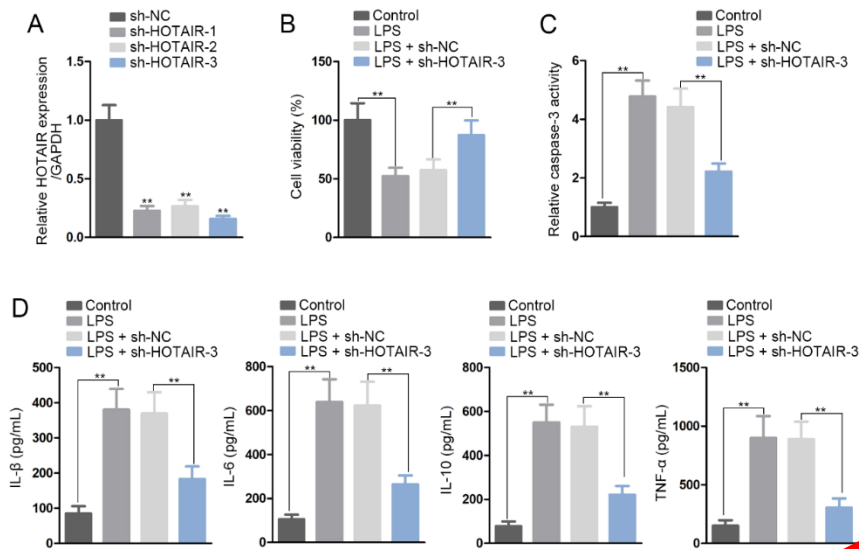 A
sh-NC
sh-HOTAIR-1
sh-HOTAIR-2
sh-HOTAIR-3
Relative HOTAIR expression
/GAPDH
1.5
1.0
0.5
0.0
**
**
**
B
Control
LPS
LPS + sh-NC
LPS + sh-HOTAIR-3
Cell viability (%)
150
100
50
0
**
**
C
Control
LPS
LPS + sh-NC
LPS + sh-HOTAIR-3
Relative caspase-3 activity
6
4
2
0
**
**
D
Control
LPS
LPS + sh-NC
LPS + sh-HOTAIR-3
IL-β (pg/mL)
500
400
300
200
100
0
**
**
Control
LPS
LPS + sh-NC
LPS + sh-HOTAIR-3
IL-6 (pg/mL)
800
600
400
200
0
**
**
Control
LPS
LPS + sh-NC
LPS + sh-HOTAIR-3
IL-10 (pg/mL)
800
600
400
200
0
**
**
Control
LPS
LPS + sh-NC
LPS + sh-HOTAIR-3
TNF-α (pg/mL)
1500
1000
500
0
**
**